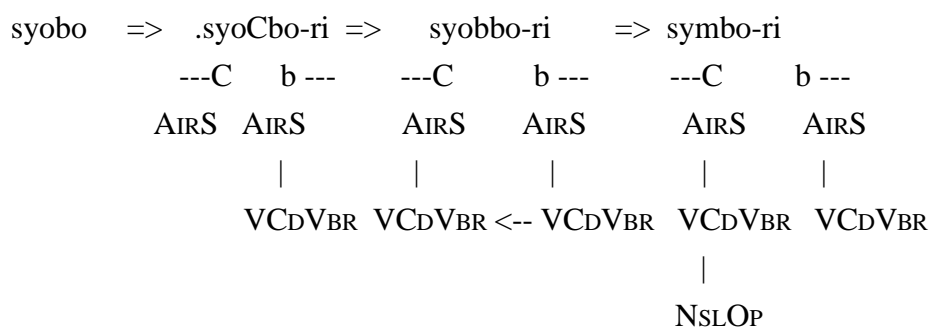 syobo => .syoCbo-ri => syobbo-ri => symbo-ri
---C b --- ---C b --- ---C b ---
AIRS AIRS AIRS AIRS AIRS AIRS
| | | | |
VCDVBR VCDVBR <-- VCDVBR VCDVBR VCDVBR
|
NSLOP